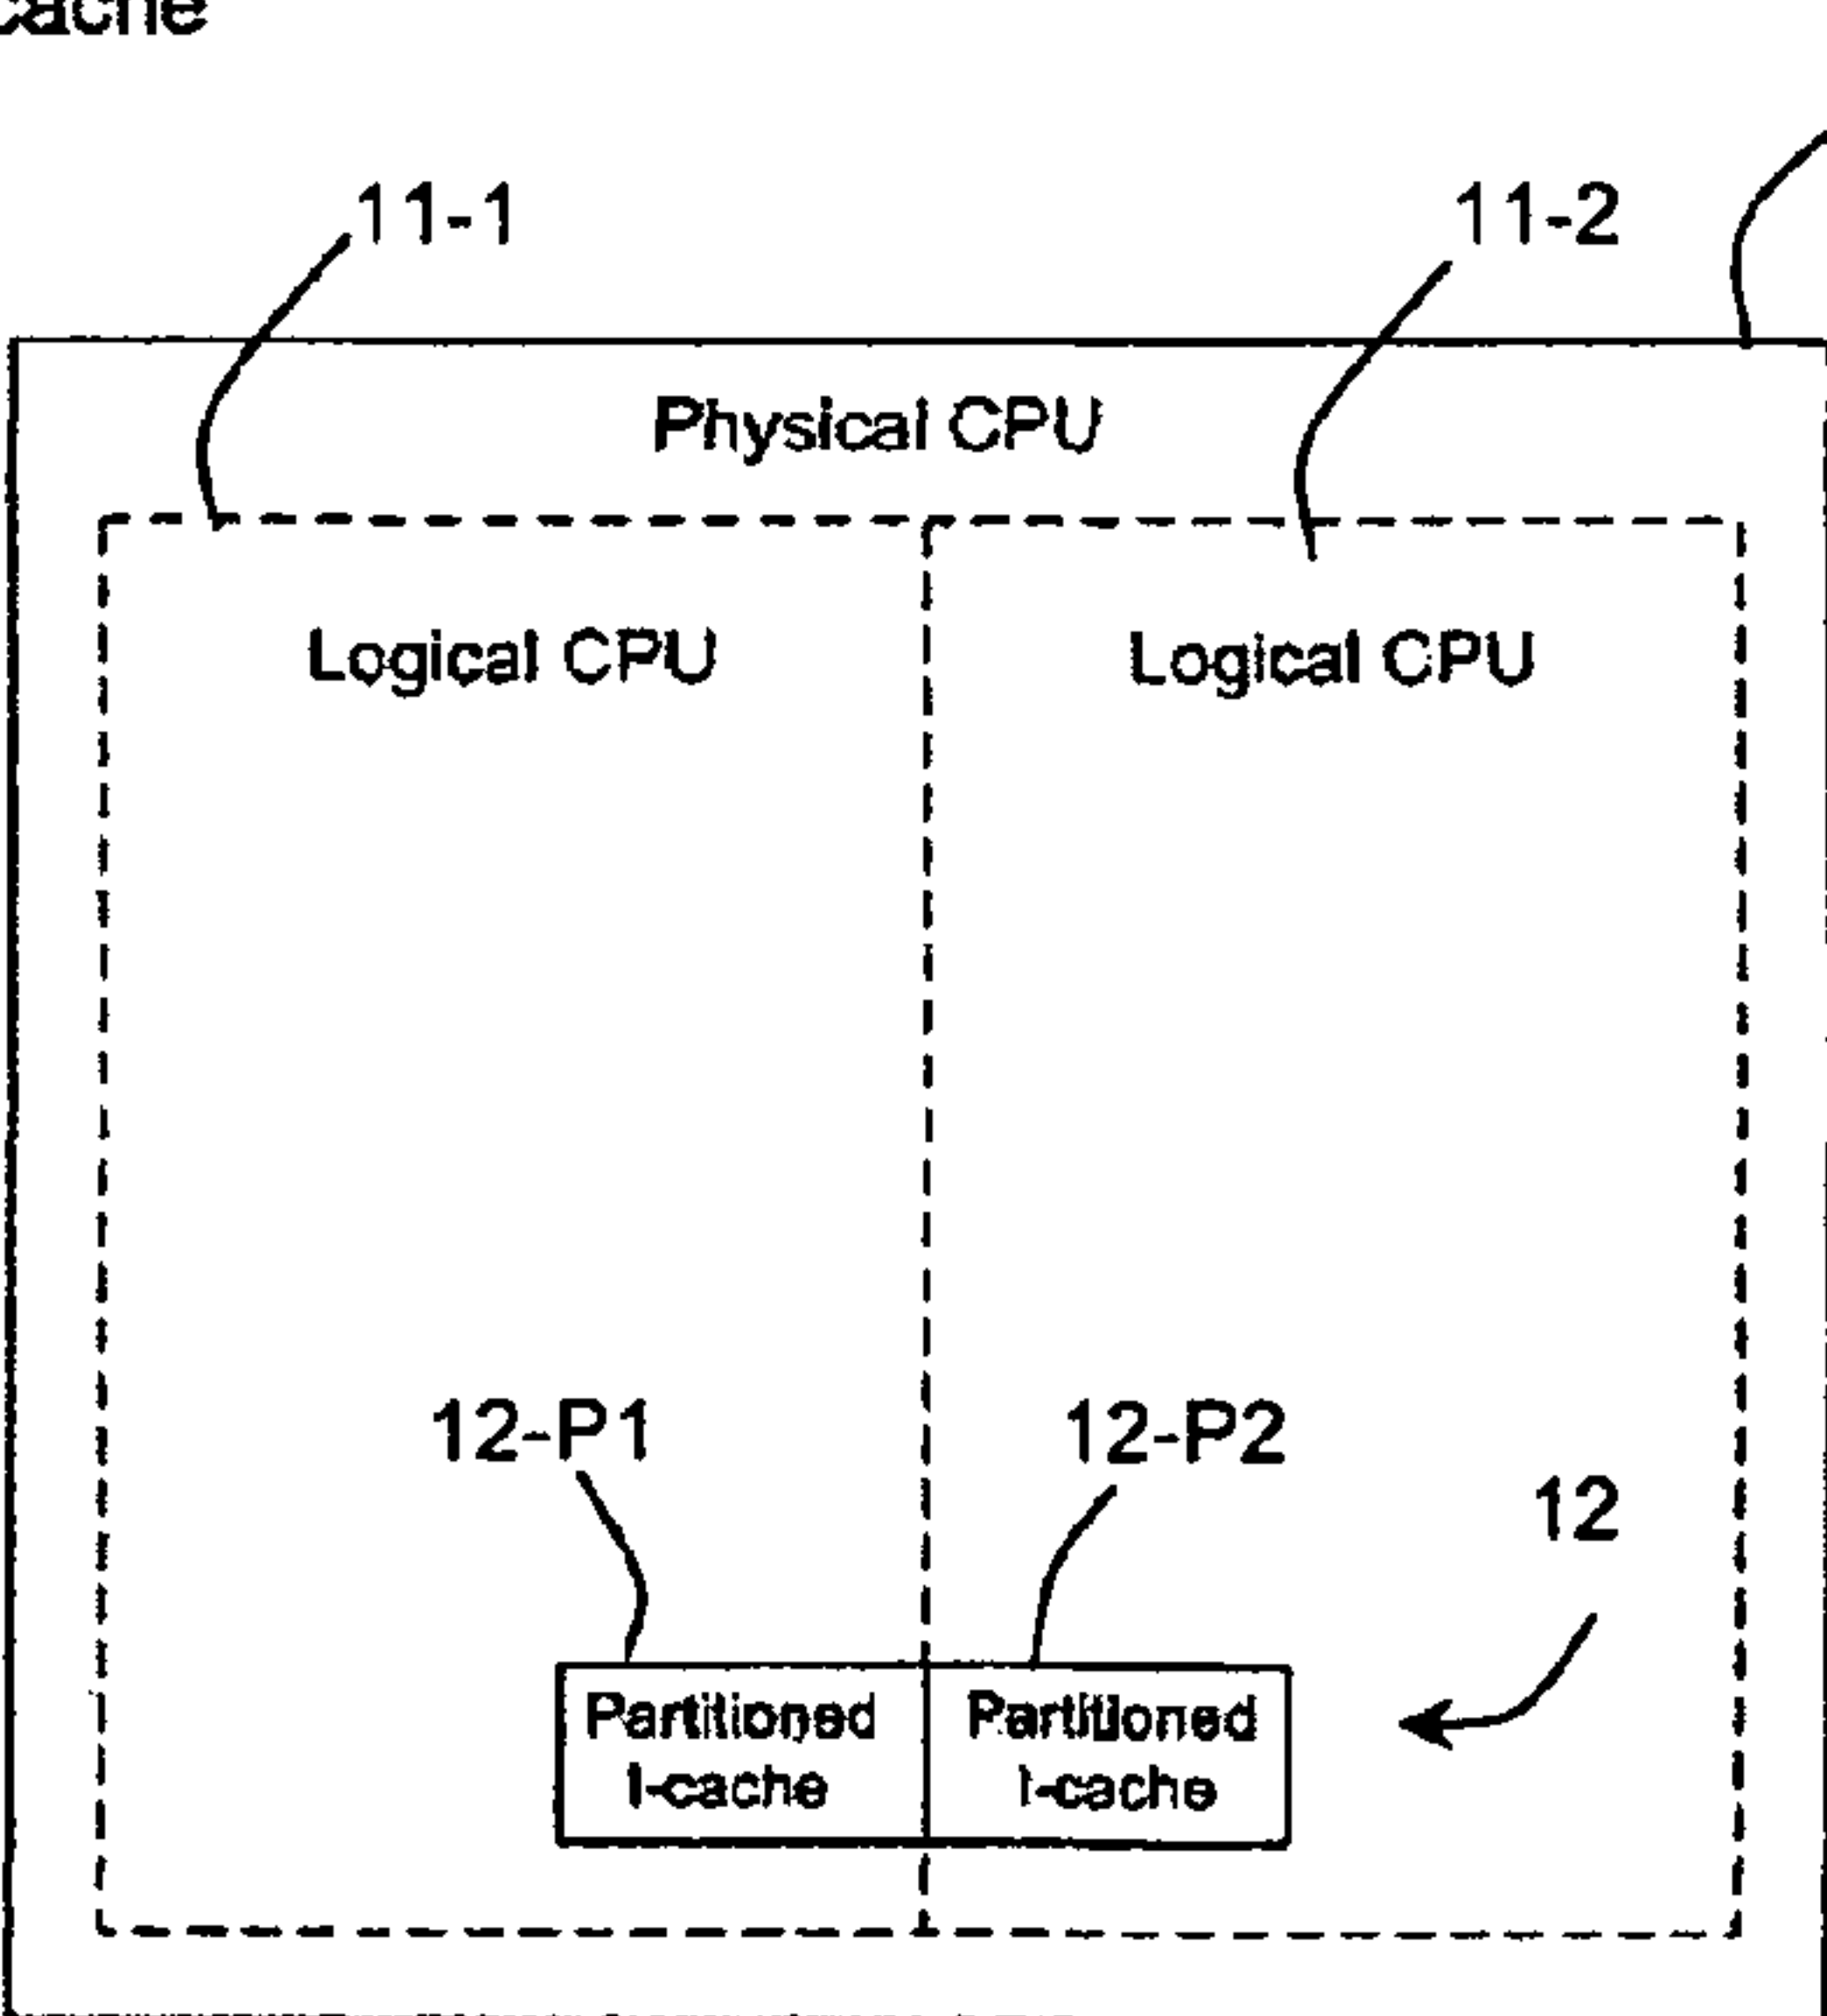 cache
11-1
11-2
Physical CPU
Logical CPU
Logical CPU
12-P1
12-P2
12
Partitioned
I-cache
Partitioned
I-cache